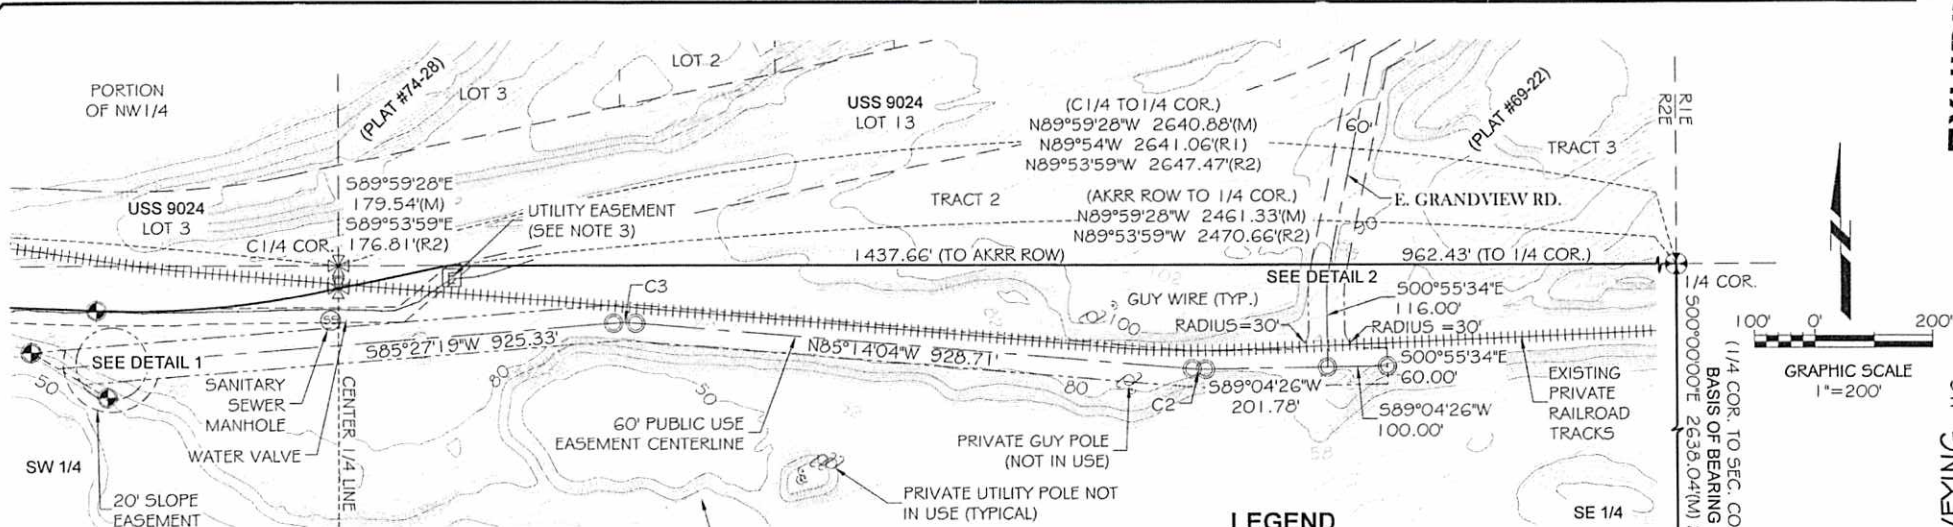 PORTION
OF NW1/4
(PLAT #74-28)
LOT 3
LOT 2
USS 9024
LOT 13
(C1/4 TO1/4 COR.)
N89°59'28"W 2640.88'(M)
N89°54'W 2641.06'(R1)
N89°53'59"W 2647.47'(R2)
60'
(PLAT #69-22)
TRACT 3
R1E
R2E
USS 9024
LOT 3
S89°59'28"E
179.54'(M)
S89°53'59"E
176.81'(R2)
C1/4 COR.
UTILITY EASEMENT
(SEE NOTE 3)
TRACT 2
(AKRR ROW TO 1/4 COR.)
N89°59'28"W 2461.33'(M)
N89°53'59"W 2470.66'(R2)
E. GRANDVIEW RD.
1437.66' (TO AKRR ROW)
962.43' (TO 1/4 COR.)
SEE DETAIL 2
1/4 COR.
C3
GUY WIRE (TYP.)
S00°55'34"E
116.00'
RADIUS=30'
RADIUS =30'
100
SS
E
SEE DETAIL 1
S85°27'19"W 925.33'
N85°14'04"W 928.71'
S00°55'34"E
60.00'
S89°04'26"W
201.78'
C2
S89°04'26"W
100.00'
EXISTING
PRIVATE
RAILROAD
TRACKS
100' 0' 200'
GRAPHIC SCALE
1"=200'
50
80
50
80
SANITARY
SEWER
MANHOLE
WATER VALVE
CENTER 1/4 LINE
60' PUBLIC USE
EASEMENT CENTERLINE
PRIVATE GUY POLE
(NOT IN USE)
PRIVATE UTILITY POLE NOT
IN USE (TYPICAL)
SW 1/4
20' SLOPE
EASEMENT
58
LEGEND
SE 1/4
S00°00'00"E 2638.04'(M)
BASIS OF BEARING
(1/4 COR. TO SEC. CO